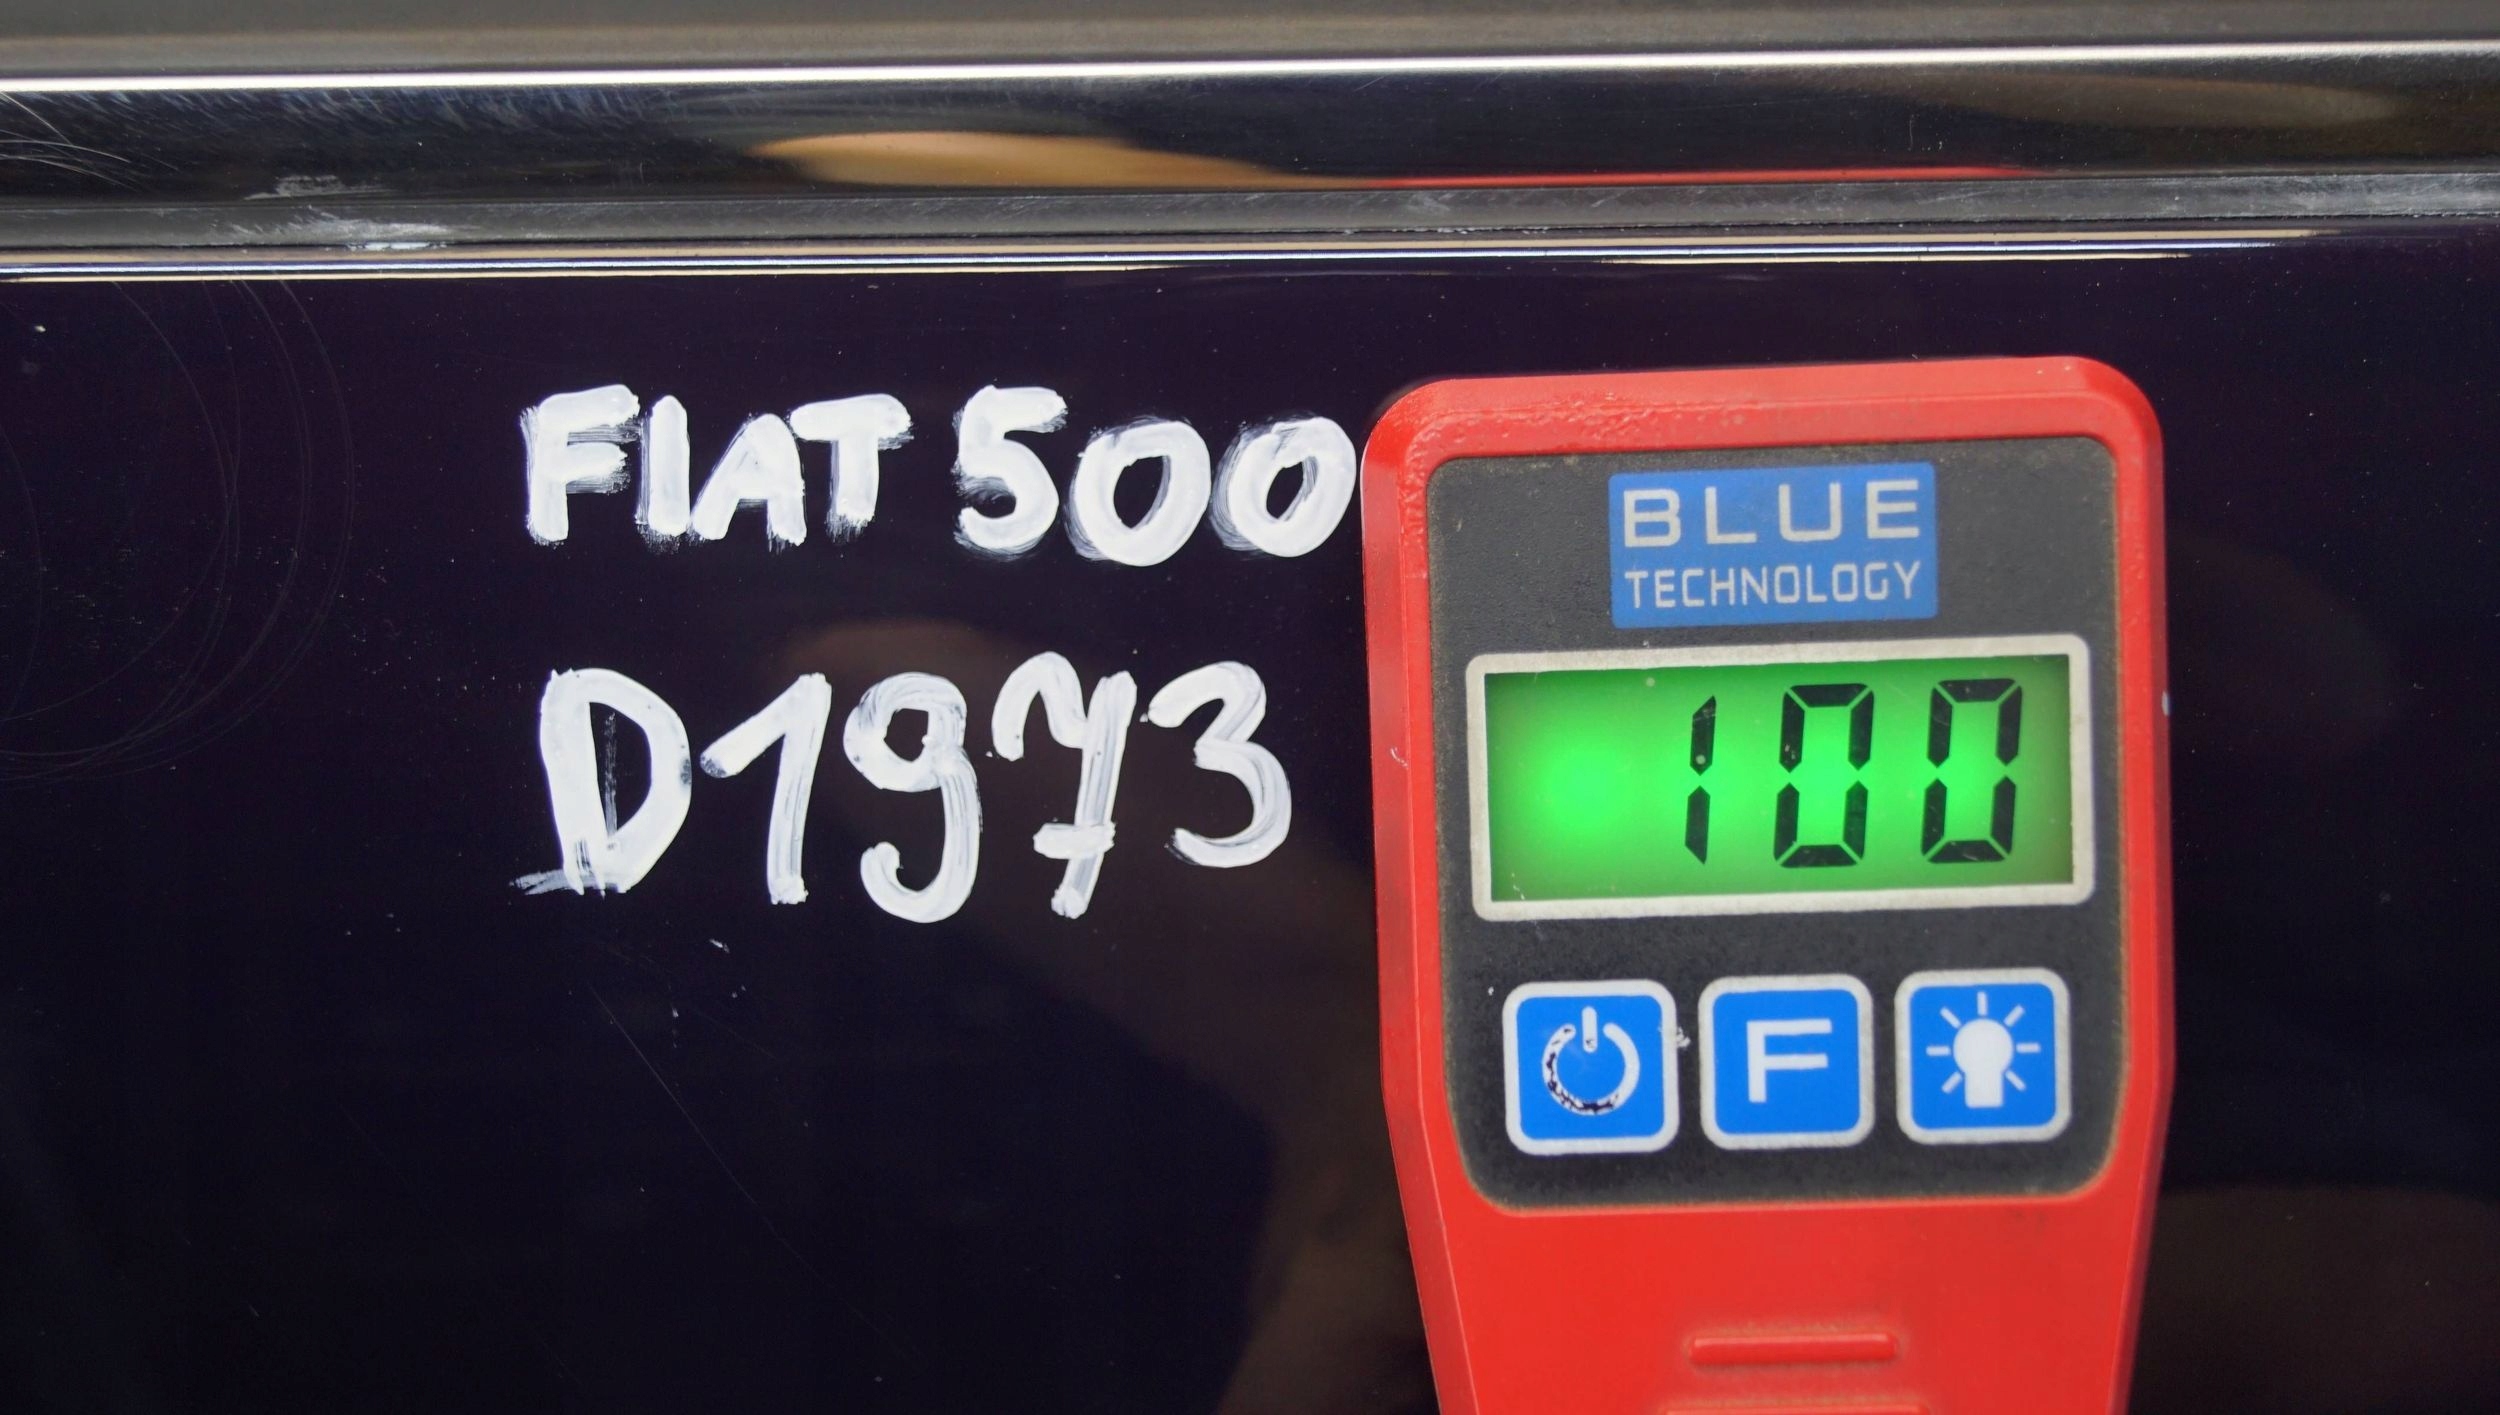 FIAT 500
D1973
BLUE
TECHNOLOGY
100
F